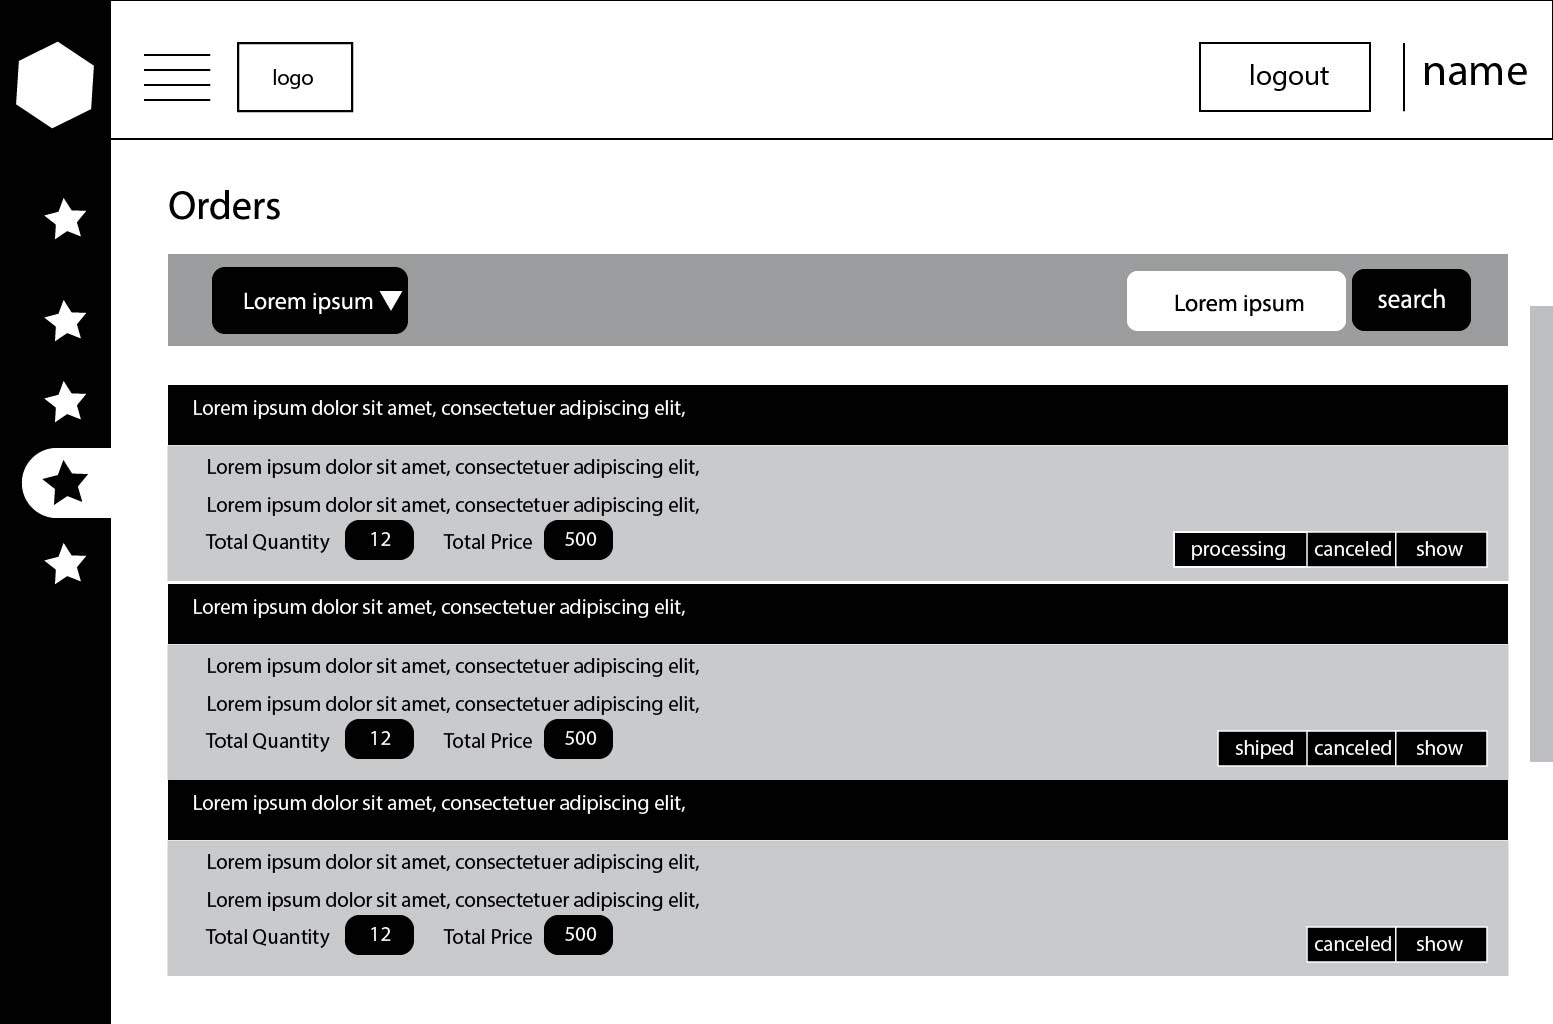 logo
logout
name
Orders
Lorem ipsum
Lorem ipsum
search
Lorem ipsum dolor sit amet, consectetuer adipiscing elit,
Lorem ipsum dolor sit amet, consectetuer adipiscing elit,
Lorem ipsum dolor sit amet, consectetuer adipiscing elit,
Total Quantity 12 Total Price 500
processing canceled show
Lorem ipsum dolor sit amet, consectetuer adipiscing elit,
Lorem ipsum dolor sit amet, consectetuer adipiscing elit,
Lorem ipsum dolor sit amet, consectetuer adipiscing elit,
Total Quantity 12 Total Price 500
shiped canceled show
Lorem ipsum dolor sit amet, consectetuer adipiscing elit,
Lorem ipsum dolor sit amet, consectetuer adipiscing elit,
Lorem ipsum dolor sit amet, consectetuer adipiscing elit,
Total Quantity 12 Total Price 500
canceled show